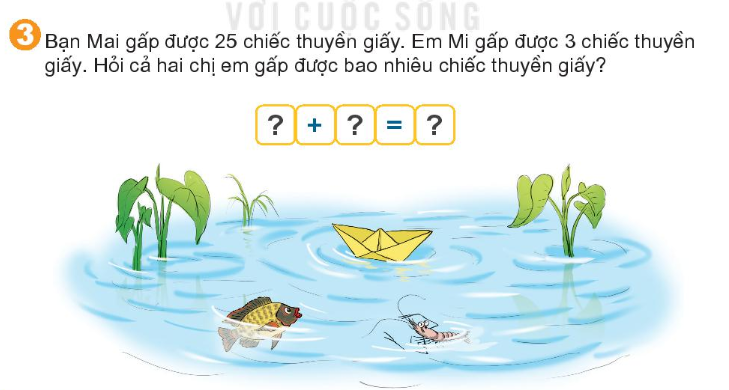 VỚI CUỘC SỐNG
3 Bạn Mai gấp được 25 chiếc thuyền giấy. Em Mi gấp được 3 chiếc thuyền
giấy. Hỏi cả hai chị em gấp được bao nhiêu chiếc thuyền giấy?
? + ? = ?